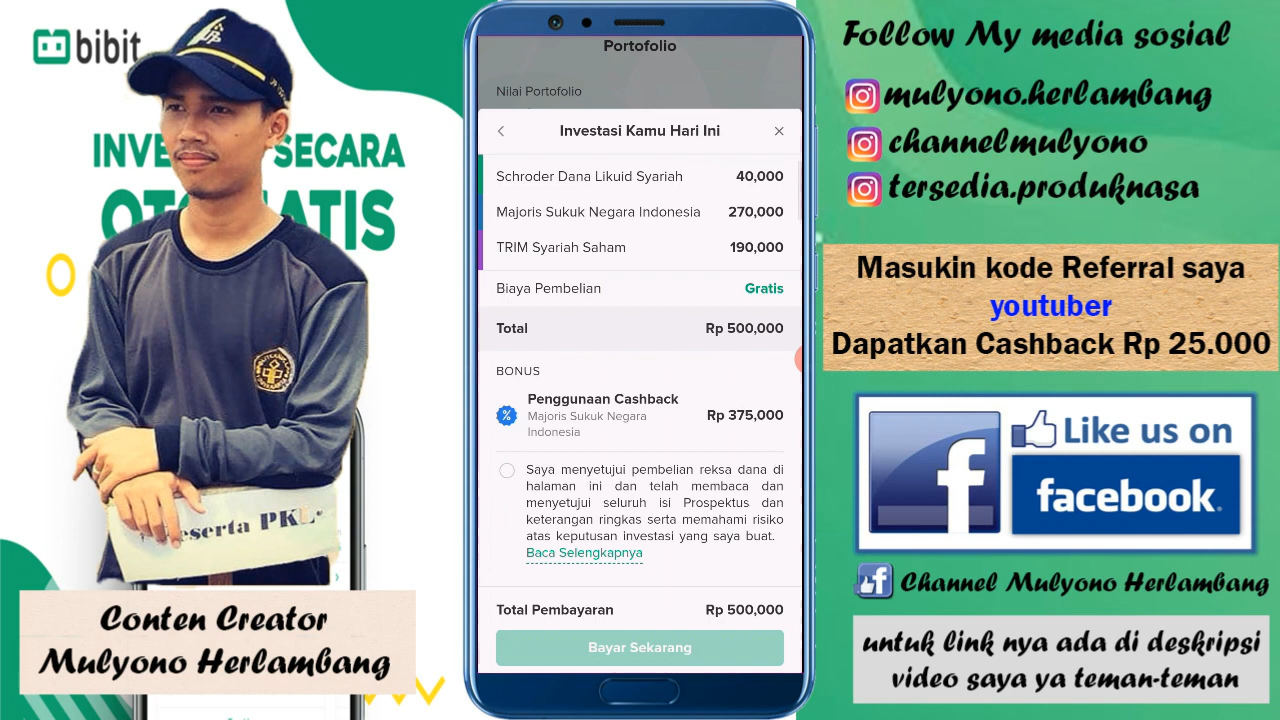 bibit
INVE SECARA
OT ATIS
eserta PKL
Conten Creator
Mulyono Herlambang
Portofolio
Nilai Portofolio
Investasi Kamu Hari Ini
Schroder Dana Likuid Syariah 40,000
Majoris Sukuk Negara Indonesia 270,000
TRIM Syariah Saham 190,000
Biaya Pembelian Gratis
Total Rp 500,000
BONUS
Penggunaan Cashback
Majoris Sukuk Negara Rp 375,000
Indonesia
Saya menyetujui pembelian reksa dana di
halaman ini dan telah membaca dan
menyetujui seluruh isi Prospektus dan
keterangan ringkas serta memahami risiko
atas keputusan investasi yang saya buat.
Baca Selengkapnya
Total Pembayaran Rp 500,000
Bayar Sekarang
Follow My media sosial
mulyono.herlambang
channelmulyono
tersedia.produknasa
Masukin kode Referral saya
youtuber
Dapatkan Cashback Rp 25.000
f Like us on
facebook.
Channel Mulyono Herlambang
untuk link nya ada di deskripsi
video saya ya teman-teman